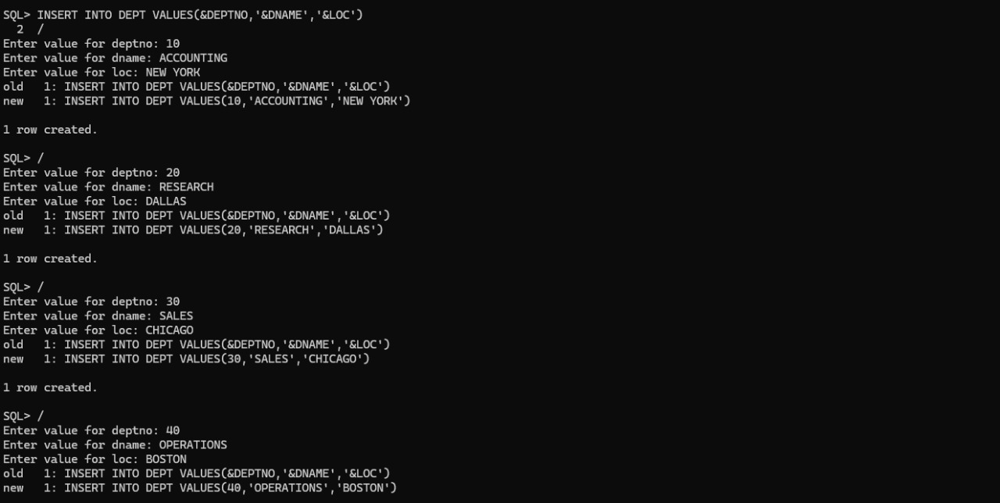 SQL> INSERT INTO DEPT VALUES(&DEPTNO,'&DNAME','&LOC')
  2  /
Enter value for deptno: 10
Enter value for dname: ACCOUNTING
Enter value for loc: NEW YORK
old   1: INSERT INTO DEPT VALUES(&DEPTNO,'&DNAME','&LOC')
new   1: INSERT INTO DEPT VALUES(10,'ACCOUNTING','NEW YORK')

1 row created.

SQL> /
Enter value for deptno: 20
Enter value for dname: RESEARCH
Enter value for loc: DALLAS
old   1: INSERT INTO DEPT VALUES(&DEPTNO,'&DNAME','&LOC')
new   1: INSERT INTO DEPT VALUES(20,'RESEARCH','DALLAS')

1 row created.

SQL> /
Enter value for deptno: 30
Enter value for dname: SALES
Enter value for loc: CHICAGO
old   1: INSERT INTO DEPT VALUES(&DEPTNO,'&DNAME','&LOC')
new   1: INSERT INTO DEPT VALUES(30,'SALES','CHICAGO')

1 row created.

SQL> /
Enter value for deptno: 40
Enter value for dname: OPERATIONS
Enter value for loc: BOSTON
old   1: INSERT INTO DEPT VALUES(&DEPTNO,'&DNAME','&LOC')
new   1: INSERT INTO DEPT VALUES(40,'OPERATIONS','BOSTON')